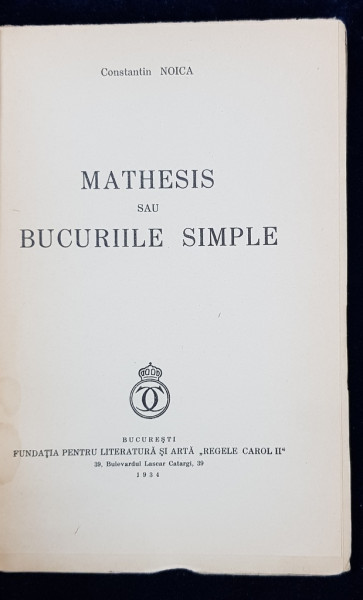 Constantin NOICA
MATHESIS
SAU
BUCURIILE SIMPLE
BUCUREȘTI
FUNDAȚIA PENTRU LITERATURĂ ȘI ARTĂ „REGELE CAROL II“
39, Bulevardul Lascar Catargi, 39
1934